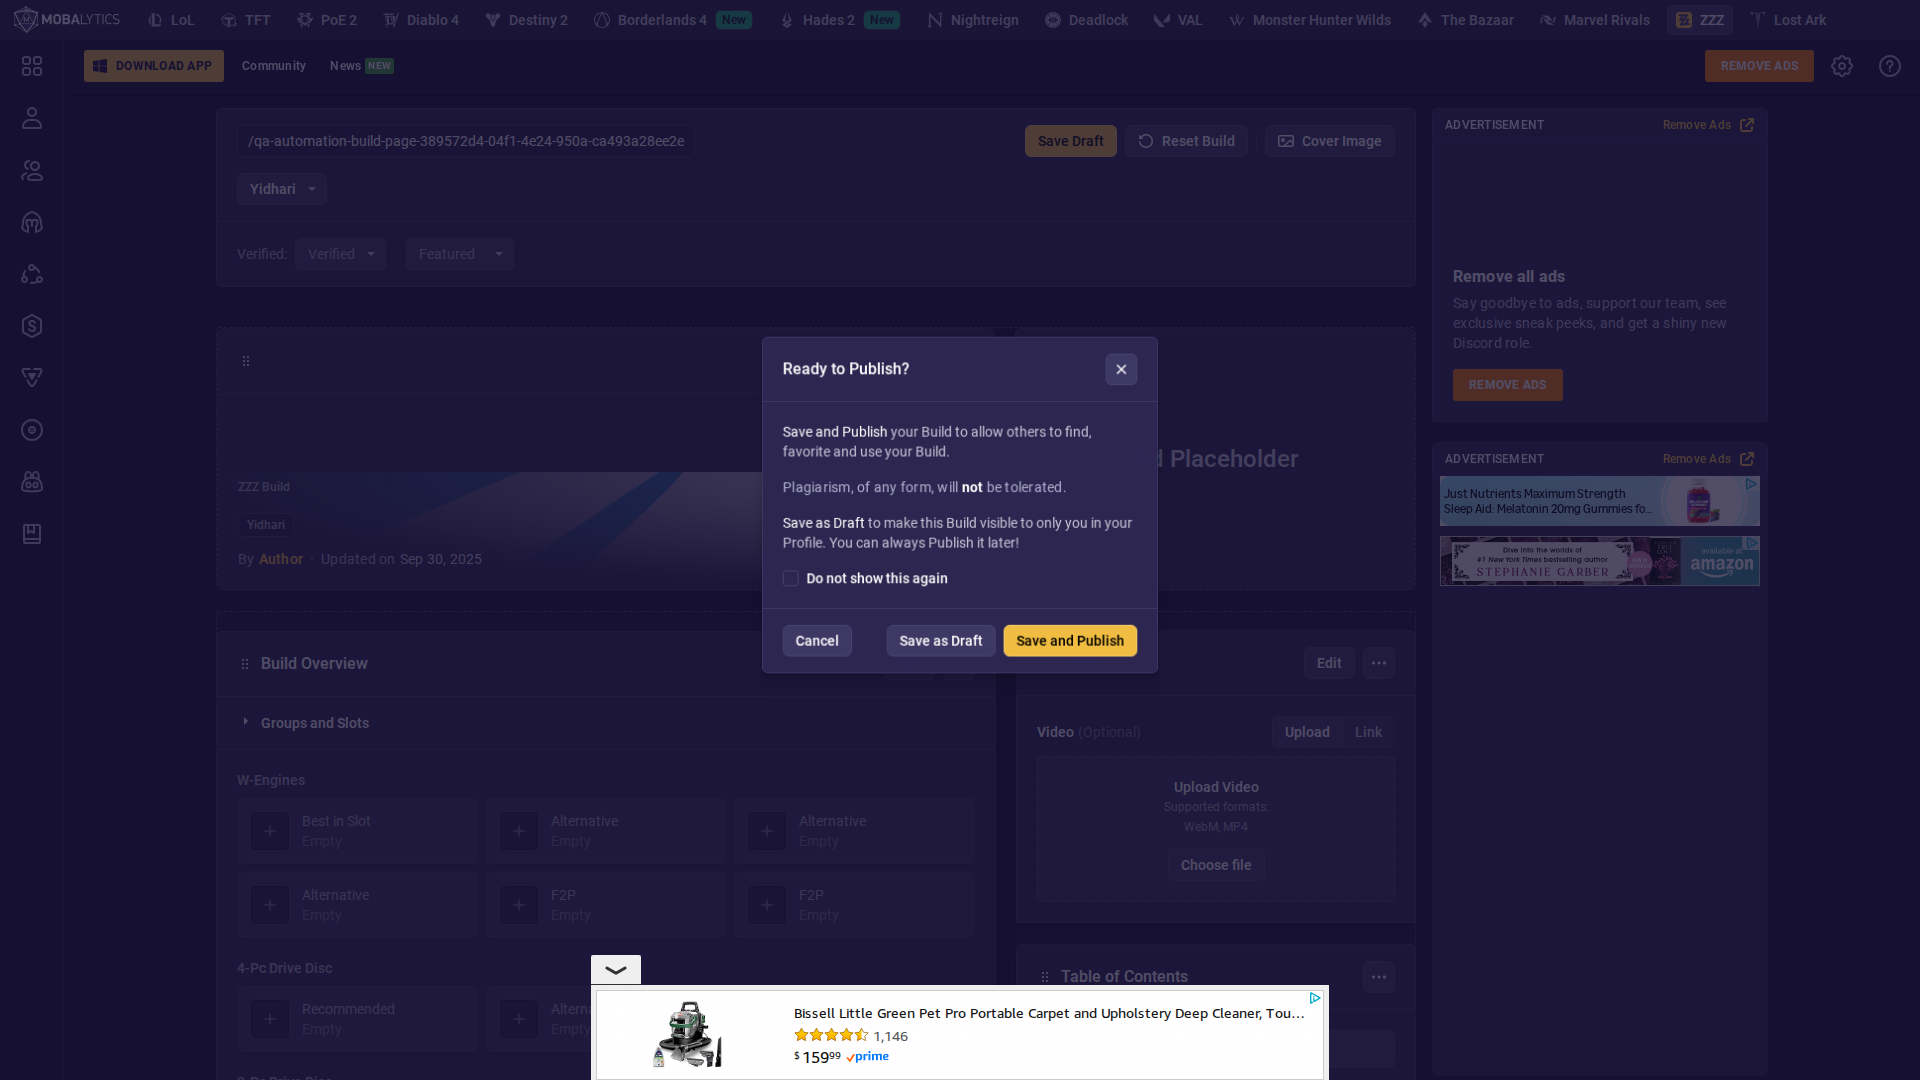 MOBALYTICS
LoL
TFT
PoE 2
Diablo 4
Destiny 2
Borderlands 4 New
Hades 2 New
Nightreign
Deadlock
VAL
Monster Hunter Wilds
The Bazaar
Marvel Rivals
ZZZ
Lost Ark
DOWNLOAD APP
Community
News NEW
REMOVE ADS
/qa-automation-build-page-389572d4-04f1-4e24-950a-ca493a28ee2e
Save Draft
Reset Build
Cover Image
Yidhari
Verified: Verified
Featured
ADVERTISEMENT
Remove Ads
Remove all ads
Say goodbye to ads, support our team, see
exclusive sneak peeks, and get a shiny new
Discord role.
REMOVE ADS
Ready to Publish?
Save and Publish your Build to allow others to find,
favorite and use your Build.
Plagiarism, of any form, will not be tolerated.
Save as Draft to make this Build visible to only you in your
Profile. You can always Publish it later!
Do not show this again
Cancel
Save as Draft
Save and Publish
d Placeholder
ZZZ Build
Yidhari
By Author · Updated on Sep 30, 2025
ADVERTISEMENT
Remove Ads
Just Nutrients Maximum Strength
Sleep Aid: Melatonin 20mg Gummies fo...
Dive into the worlds of
#1 New York Times bestselling author
STEPHANIE GARBER
available at
amazon
Build Overview
Groups and Slots
W-Engines
Best in Slot
Empty
Alternative
Empty
Alternative
Empty
Alternative
Empty
F2P
Empty
F2P
Empty
4-Pc Drive Disc
Recommended
Empty
Altern
Empty
Edit
Video (Optional)
Upload
Link
Upload Video
Supported formats:
WebM, MP4
Choose file
Table of Contents
Bissell Little Green Pet Pro Portable Carpet and Upholstery Deep Cleaner, Tou...
1,146
$15999 prime